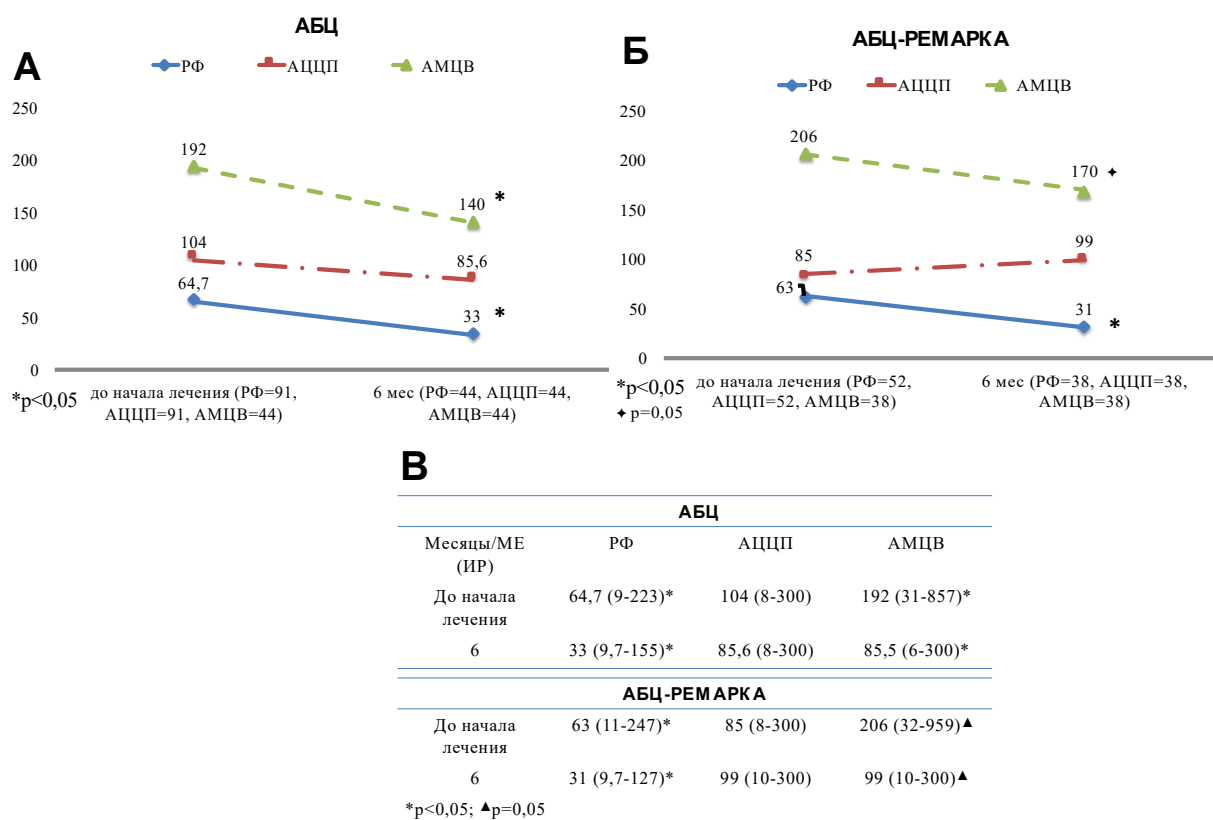 АБЦ
А
РФ АЦЦП АМЦВ
250
200
150
100
50
0
192
140 *
104
85,6
64,7
33 *
*p<0,05
до начала лечения (РФ=91,
АЦЦП=91, АМЦВ=44)
6 мес (РФ=44, АЦЦП=44,
АМЦВ=44)
Б
АБЦ-РЕМАРКА
РФ АЦЦП АМЦВ
250
200
150
100
50
0
206
170 ✦
85
99
63
31 *
*p<0,05
✦ p=0,05
до начала лечения (РФ=52,
АЦЦП=52, АМЦВ=38)
6 мес (РФ=38, АЦЦП=38,
АМЦВ=38)
В
АБЦ
Месяцы/МЕ РФ АЦЦП АМЦВ
(ИР)
До начала 64,7 (9-223)* 104 (8-300) 192 (31-857)*
лечения
6 33 (9,7-155)* 85,6 (8-300) 85,5 (6-300)*
АБЦ-РЕМАРКА
До начала 63 (11-247)* 85 (8-300) 206 (32-959)▲
лечения
6 31 (9,7-127)* 99 (10-300) 99 (10-300)▲
*p<0,05; ▲p=0,05